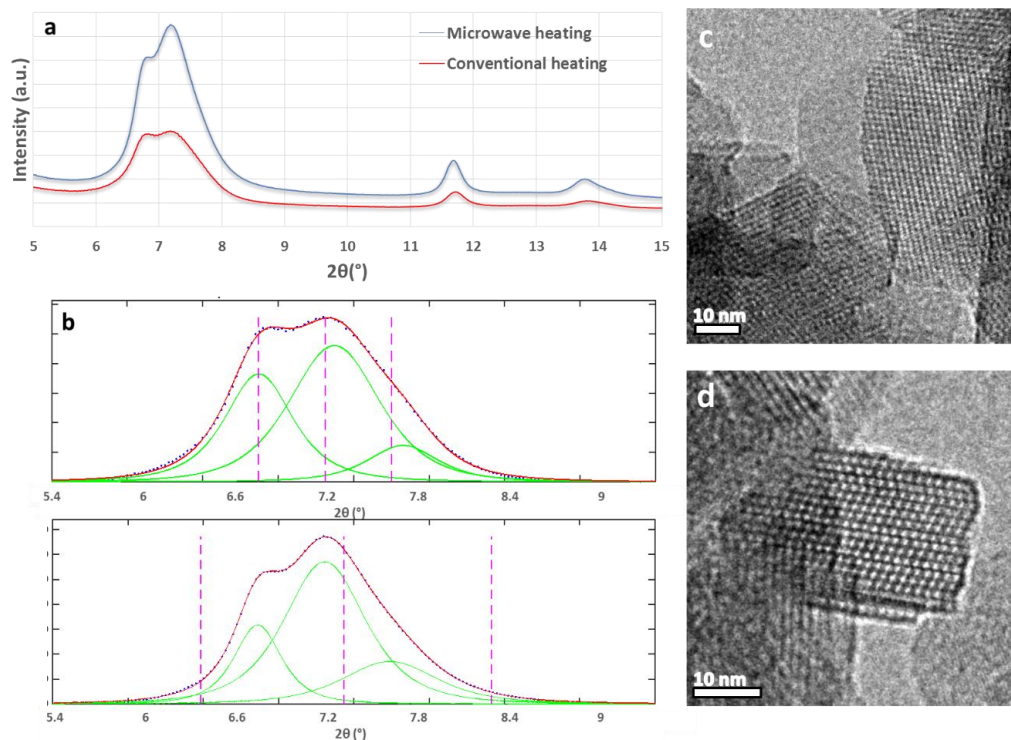 a
Microwave heating
Conventional heating
Intensity (a.u.)
5 6 7 8 9 10 11 12 13 14 15
2θ(°)
b
5.4 6 6.6 7.2 7.8 8.4 9
2θ(°)
5.4 6 6.6 7.2 7.8 8.4 9
2θ(°)
c
10 nm
d
10 nm